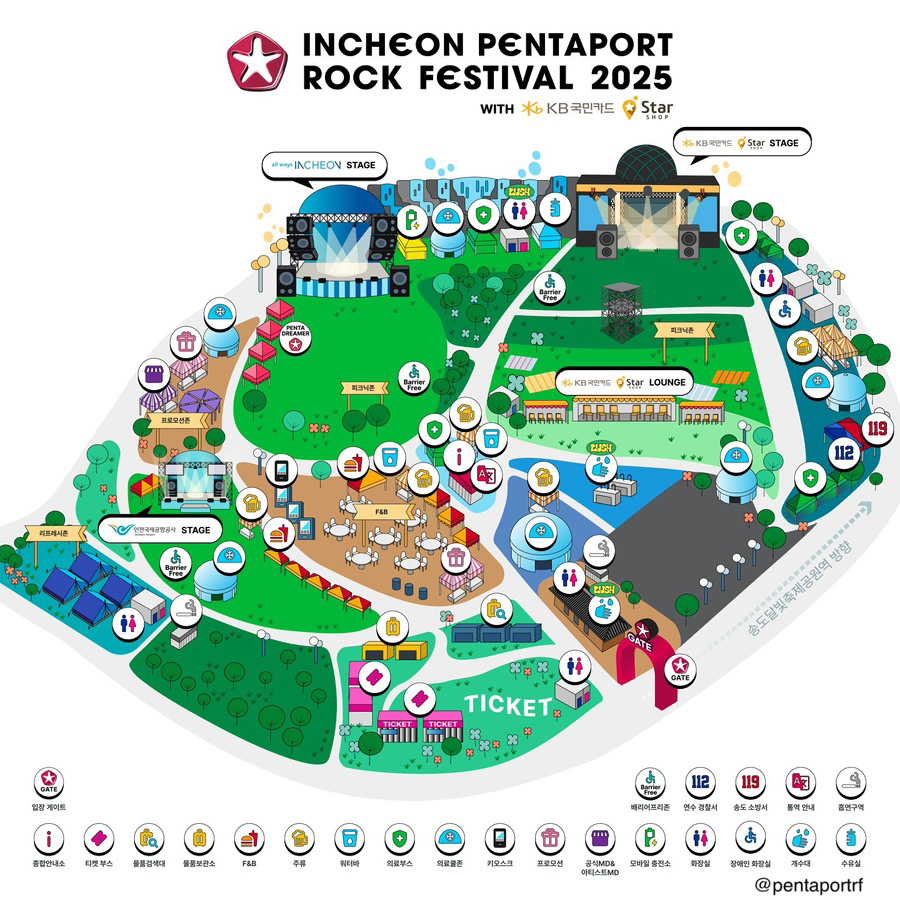 INCHEON PENTAPORT
ROCK FESTIVAL 2025
WITH KB국민카드 Star SHOP
KB국민카드 Star SHOP STAGE
all ways INCHEON STAGE
PUSH
Barrier Free
PENTA DREAMER
피크닉존
피크닉존
Barrier Free
KB국민카드 Star SHOP LOUNGE
프로모션존
119
112
PUSH
F&B
인천국제공항공사 STAGE
리프레시존
Barrier Free
송도달빛축제공원역 방향
PUSH
GATE
GATE
TICKET
TICKET TICKET
GATE
Barrier Free
112
119
입장 게이트
배리어프리존
연수 경찰서
송도 소방서
통역 안내
흡연구역
종합안내소
티켓 부스
물품검색대
물품보관소
F&B
주류
워터바
의료부스
의료쿨존
키오스크
프로모션
공식MD&
아티스트MD
모바일 충전소
화장실
장애인 화장실
개수대
수유실
@pentaportrf